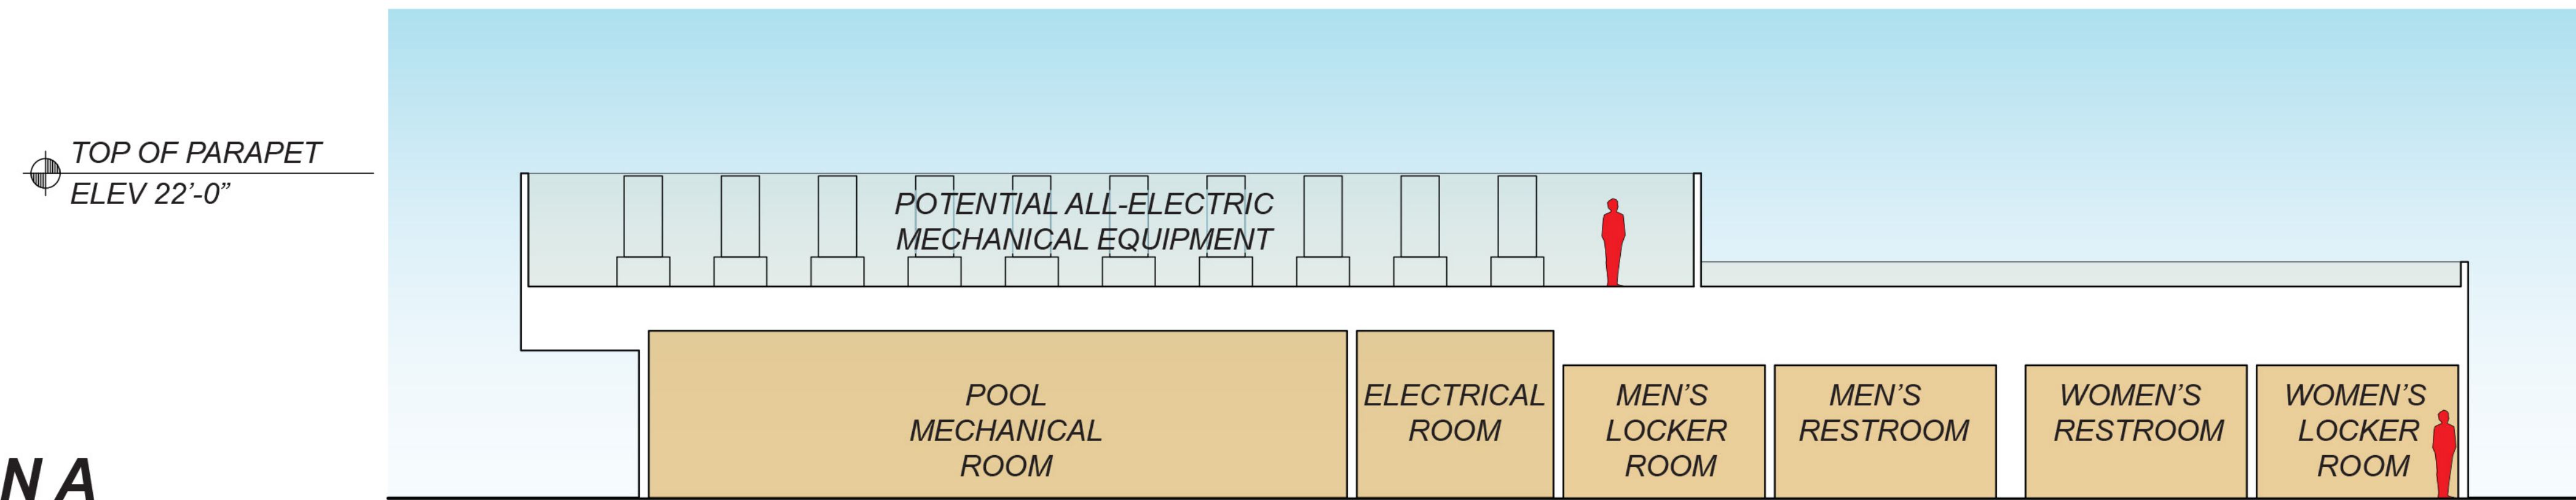 TOP OF PARAPET
ELEV 22’-0”
POTENTIAL ALL-ELECTRIC
MECHANICAL EQUIPMENT
POOL
MECHANICAL
ROOM
ELECTRICAL
ROOM
MEN’S
LOCKER
ROOM
MEN’S
RESTROOM
WOMEN’S
RESTROOM
WOMEN’S
LOCKER
ROOM
N A